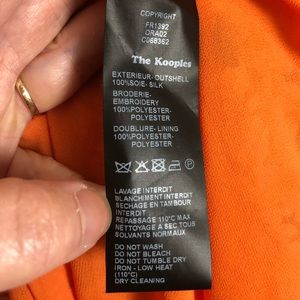 COPYRIGHT
FR1392
ORA02
C068362
The Kooples
EXTERIEUR-OUTSHELL
100%SOIE-SILK
BRODERIE-
EMBROIDERY
100%POLYESTER-
POLYESTER
DOUBLURE-LINING
100%POLYESTER-
POLYESTER
LAVAGE INTERDIT
BLANCHIMENT INTERDIT
SECHAGE EN TAMBOUR
INTERDIT
REPASSAGE 110°C MAX
NETTOYAGE A SEC TOUS
SOLVANTS NORMAUX
DO NOT WASH
DO NOT BLEACH
DO NOT TUMBLE DRY
IRON - LOW HEAT
(110°C)
DRY CLEANING